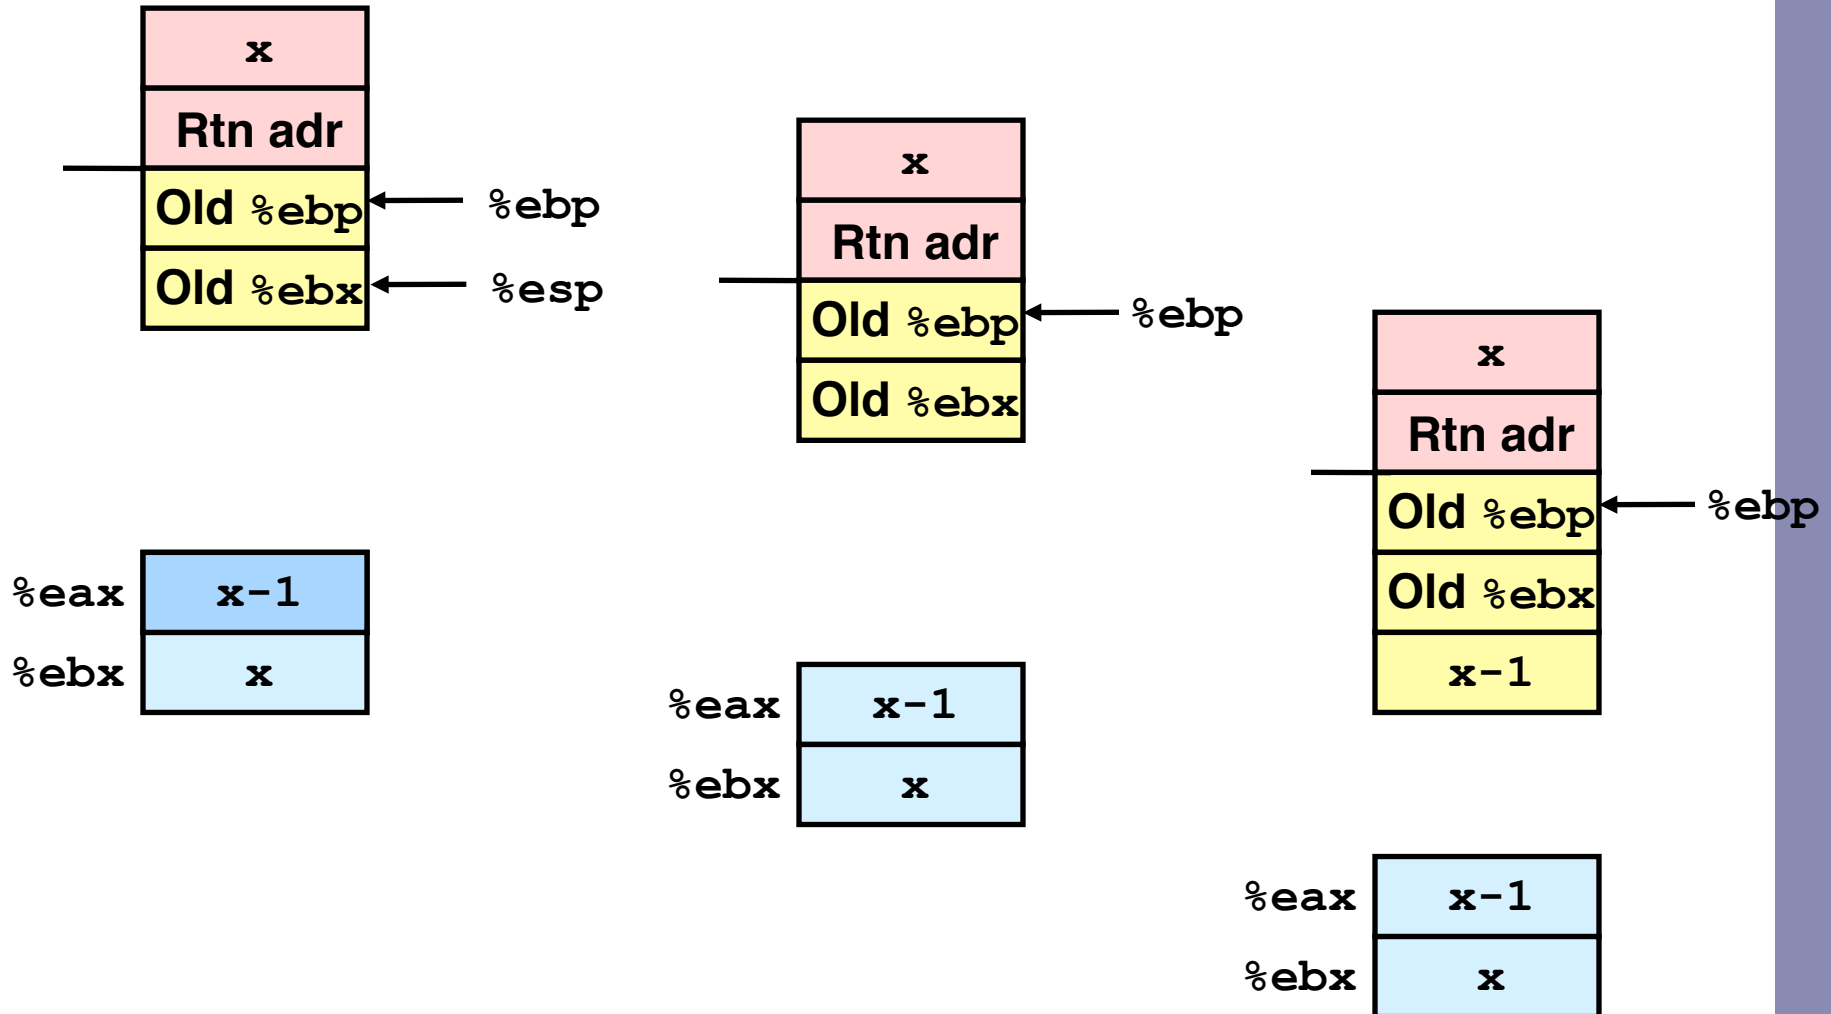 x
Rtn adr
Old %ebp
%ebp
Old %ebx
%esp
%eax
x-1
%ebx
x
x
Rtn adr
Old %ebp
%ebp
Old %ebx
%eax
x-1
%ebx
x
x
Rtn adr
Old %ebp
%ebp
Old %ebx
x-1
%eax
x-1
%ebx
x